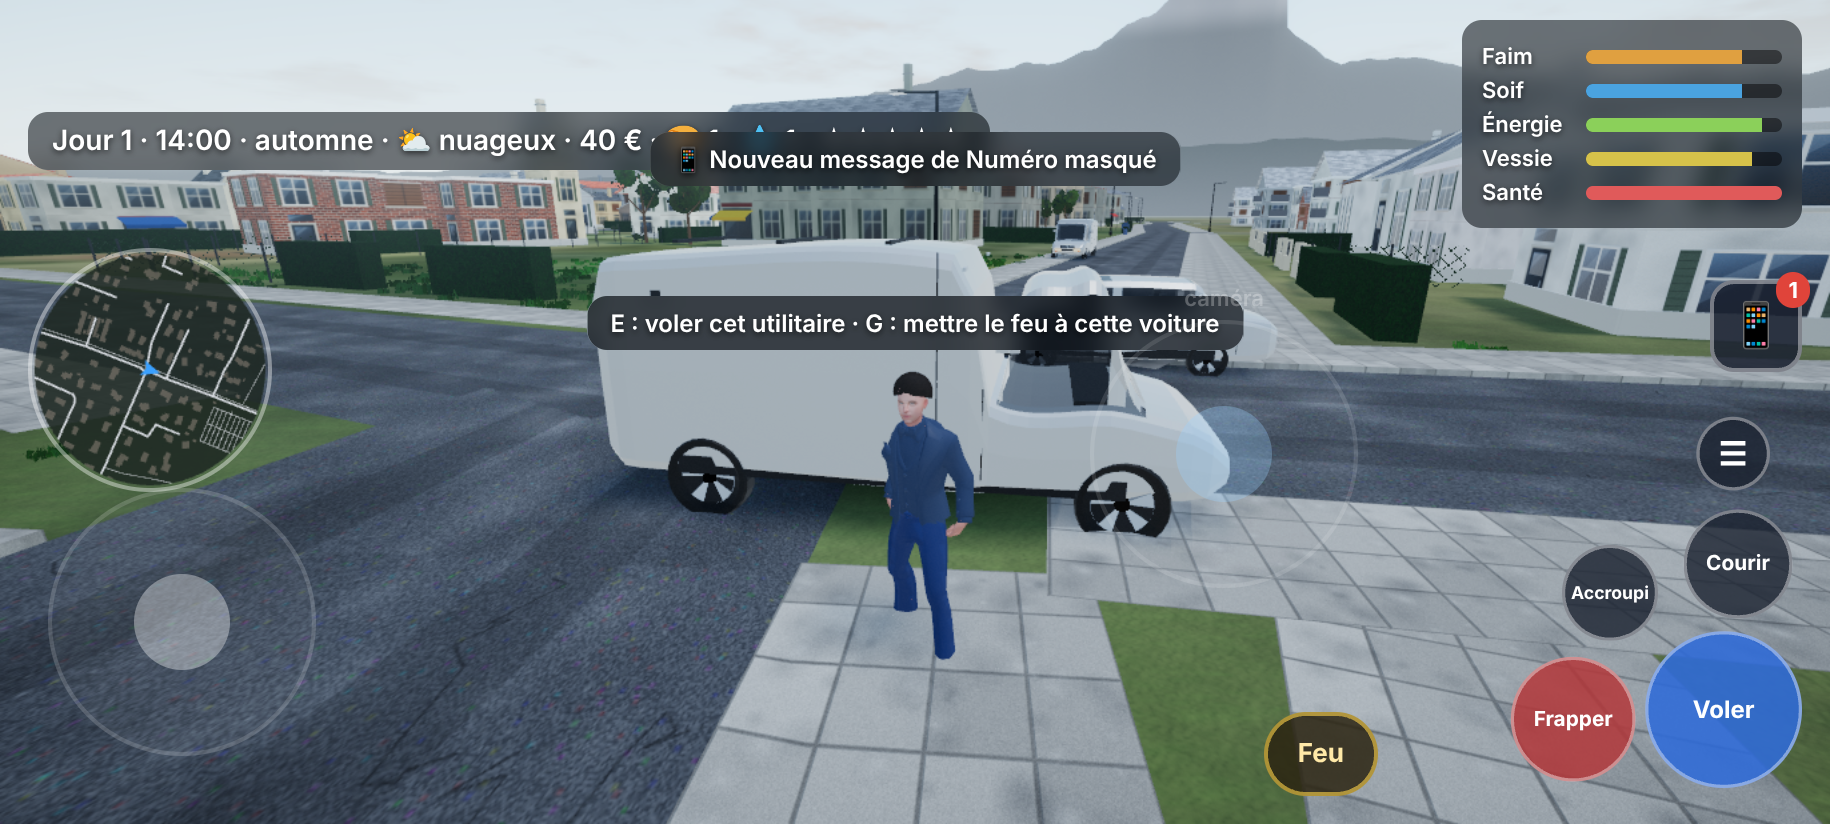 Faim
Soif
Énergie
Vessie
Santé
Jour 1 · 14:00 · automne · ⛅ nuageux · 40 € ·
📱 Nouveau message de Numéro masqué
1
caméra
E : voler cet utilitaire · G : mettre le feu à cette voiture
Courir
Accroupi
Frapper
Voler
Feu